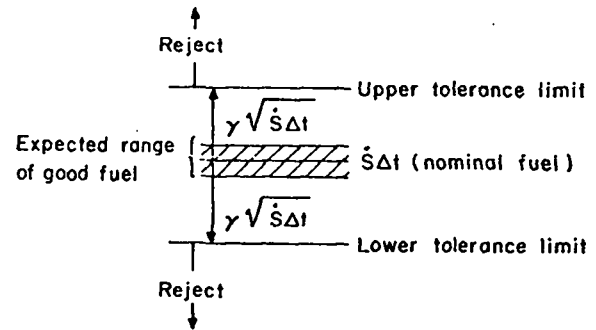 Reject
Upper tolerance limit
γ√ṠΔt
Expected range
of good fuel
ṠΔt (nominal fuel)
γ√ṠΔt
Lower tolerance limit
Reject